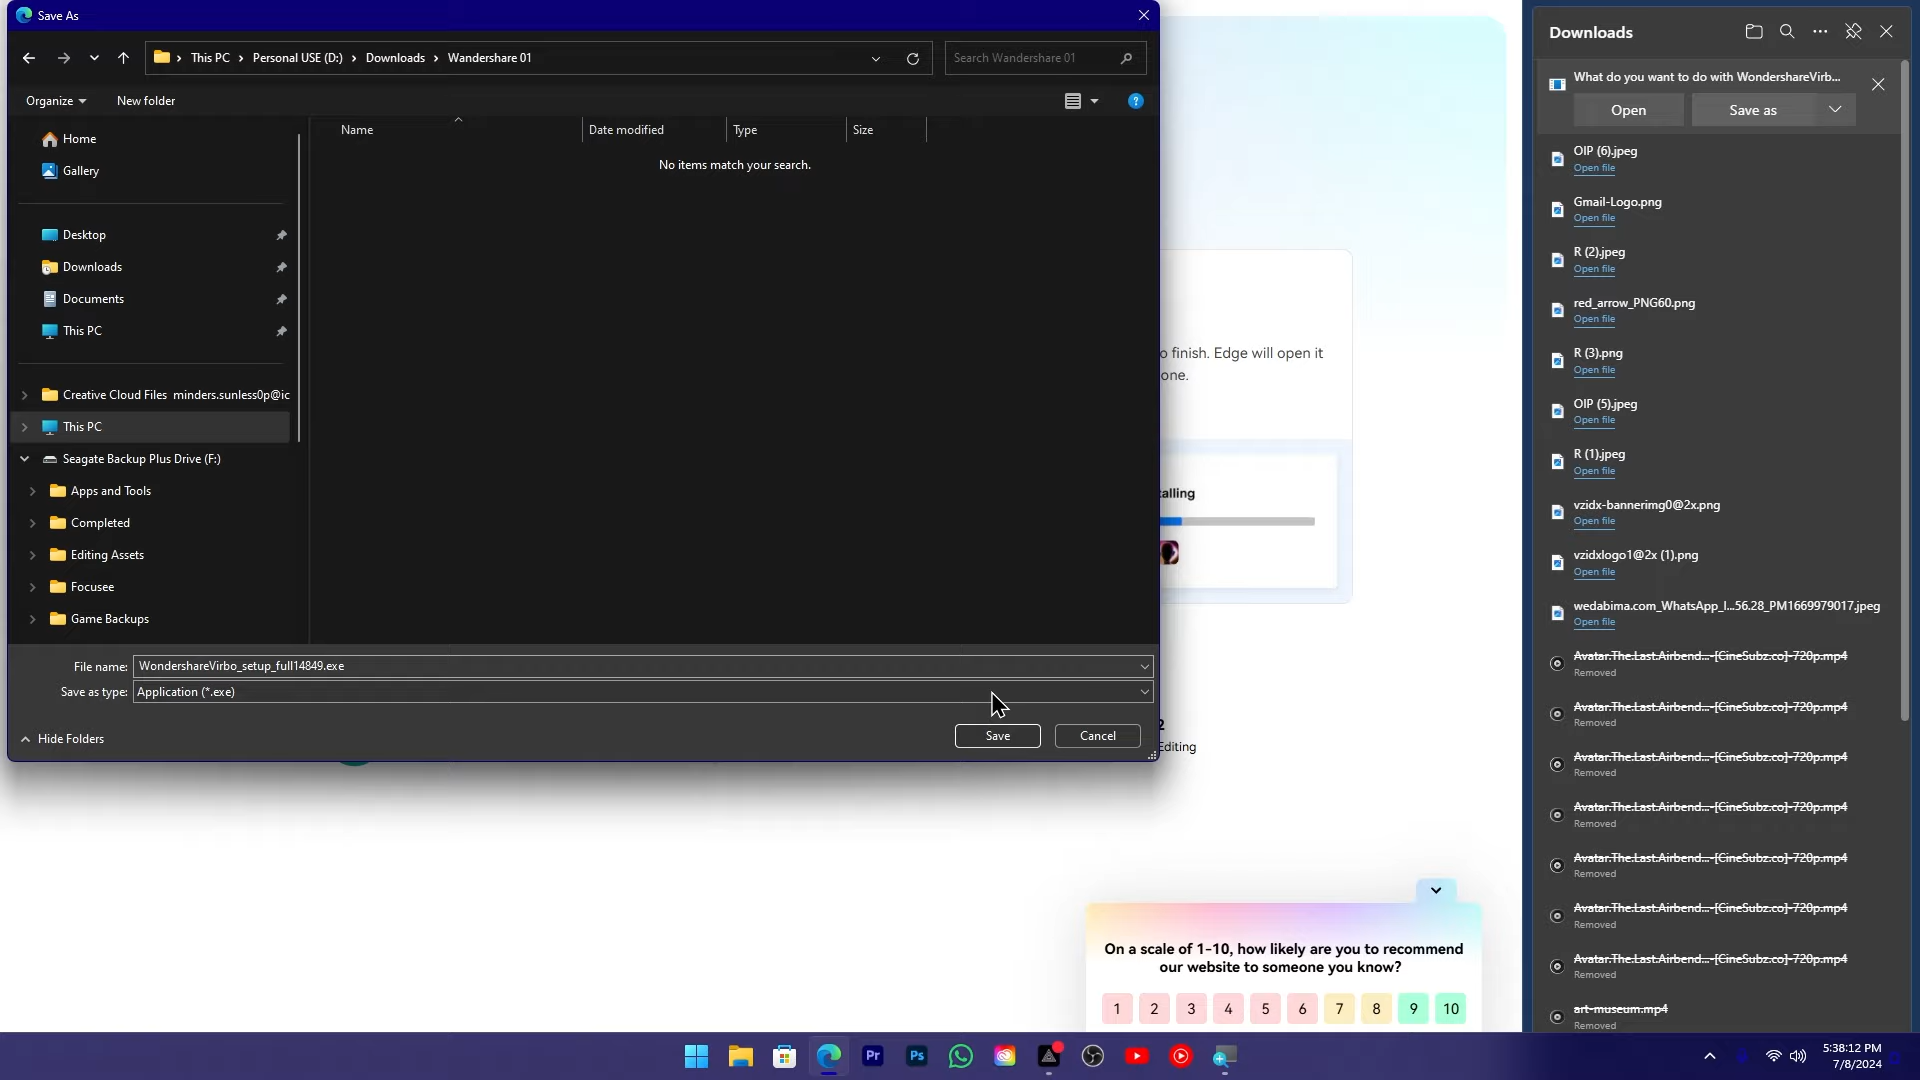 Save As
This PC
Personal USE (D:)
Downloads
Wandershare 01
Search Wandershare 01
Organize
New folder
Name
Date modified
Type
Size
No items match your search.
Home
Gallery
Desktop
Downloads
Documents
This PC
Creative Cloud Files minders.sunless0p@ic
This PC
Seagate Backup Plus Drive (F:)
Apps and Tools
Completed
Editing Assets
Focusee
Game Backups
File name: WondershareVirbo_setup_full14849.exe
Save as type: Application (*.exe)
Hide Folders
Save
Cancel
o finish. Edge will open it
one.
talling
2
Editing
On a scale of 1-10, how likely are you to recommend
our website to someone you know?
1 2 3 4 5 6 7 8 9 10
Downloads
What do you want to do with WondershareVirb...
Open
Save as
OIP (6).jpeg
Open file
Gmail-Logo.png
Open file
R (2).jpeg
Open file
red_arrow_PNG60.png
Open file
R (3).png
Open file
OIP (5).jpeg
Open file
R (1).jpeg
Open file
vzidx-bannerimg0@2x.png
Open file
vzidxlogo1@2x (1).png
Open file
wedabima.com_WhatsApp_I...56.28_PM1669979017.jpeg
Open file
Avatar.The.Last.Airbend...-[CineSubz.co]-720p.mp4
Removed
Avatar.The.Last.Airbend...-[CineSubz.co]-720p.mp4
Removed
Avatar.The.Last.Airbend...-[CineSubz.co]-720p.mp4
Removed
Avatar.The.Last.Airbend...-[CineSubz.co]-720p.mp4
Removed
Avatar.The.Last.Airbend...-[CineSubz.co]-720p.mp4
Removed
Avatar.The.Last.Airbend...-[CineSubz.co]-720p.mp4
Removed
Avatar.The.Last.Airbend...-[CineSubz.co]-720p.mp4
Removed
art-museum.mp4
Removed
Pr
Ps
5:38:12 PM
7/8/2024